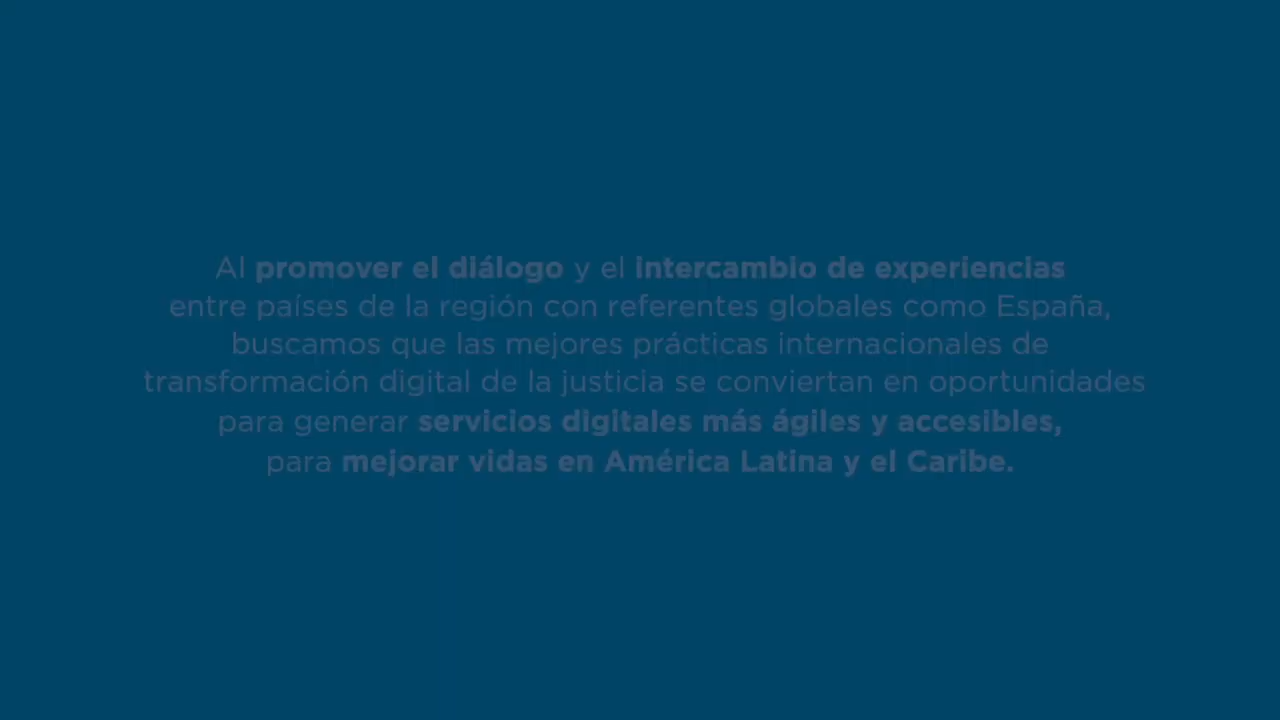 Al promover el diálogo y el intercambio de experiencias
entre países de la región con referentes globales como España,
buscamos que las mejores prácticas internacionales de
transformación digital de la justicia se conviertan en oportunidades
para generar servicios digitales más ágiles y accesibles,
para mejorar vidas en América Latina y el Caribe.